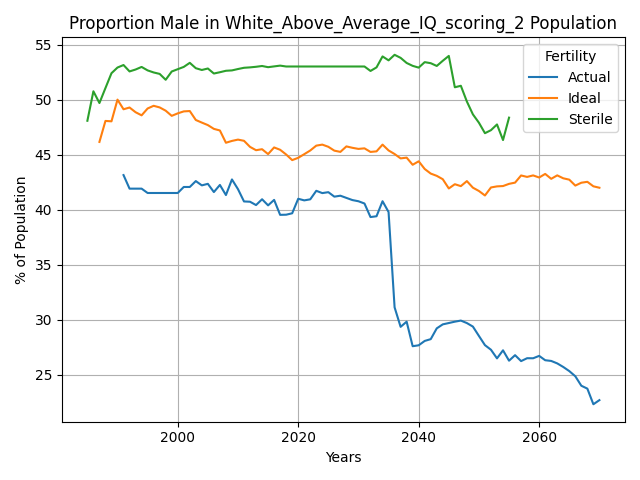 Proportion Male in White_Above_Average_IQ_scoring_2 Population
% of Population
55
50
45
40
35
30
25
Fertility
Actual
Ideal
Sterile
2000 2020 2040 2060
Years